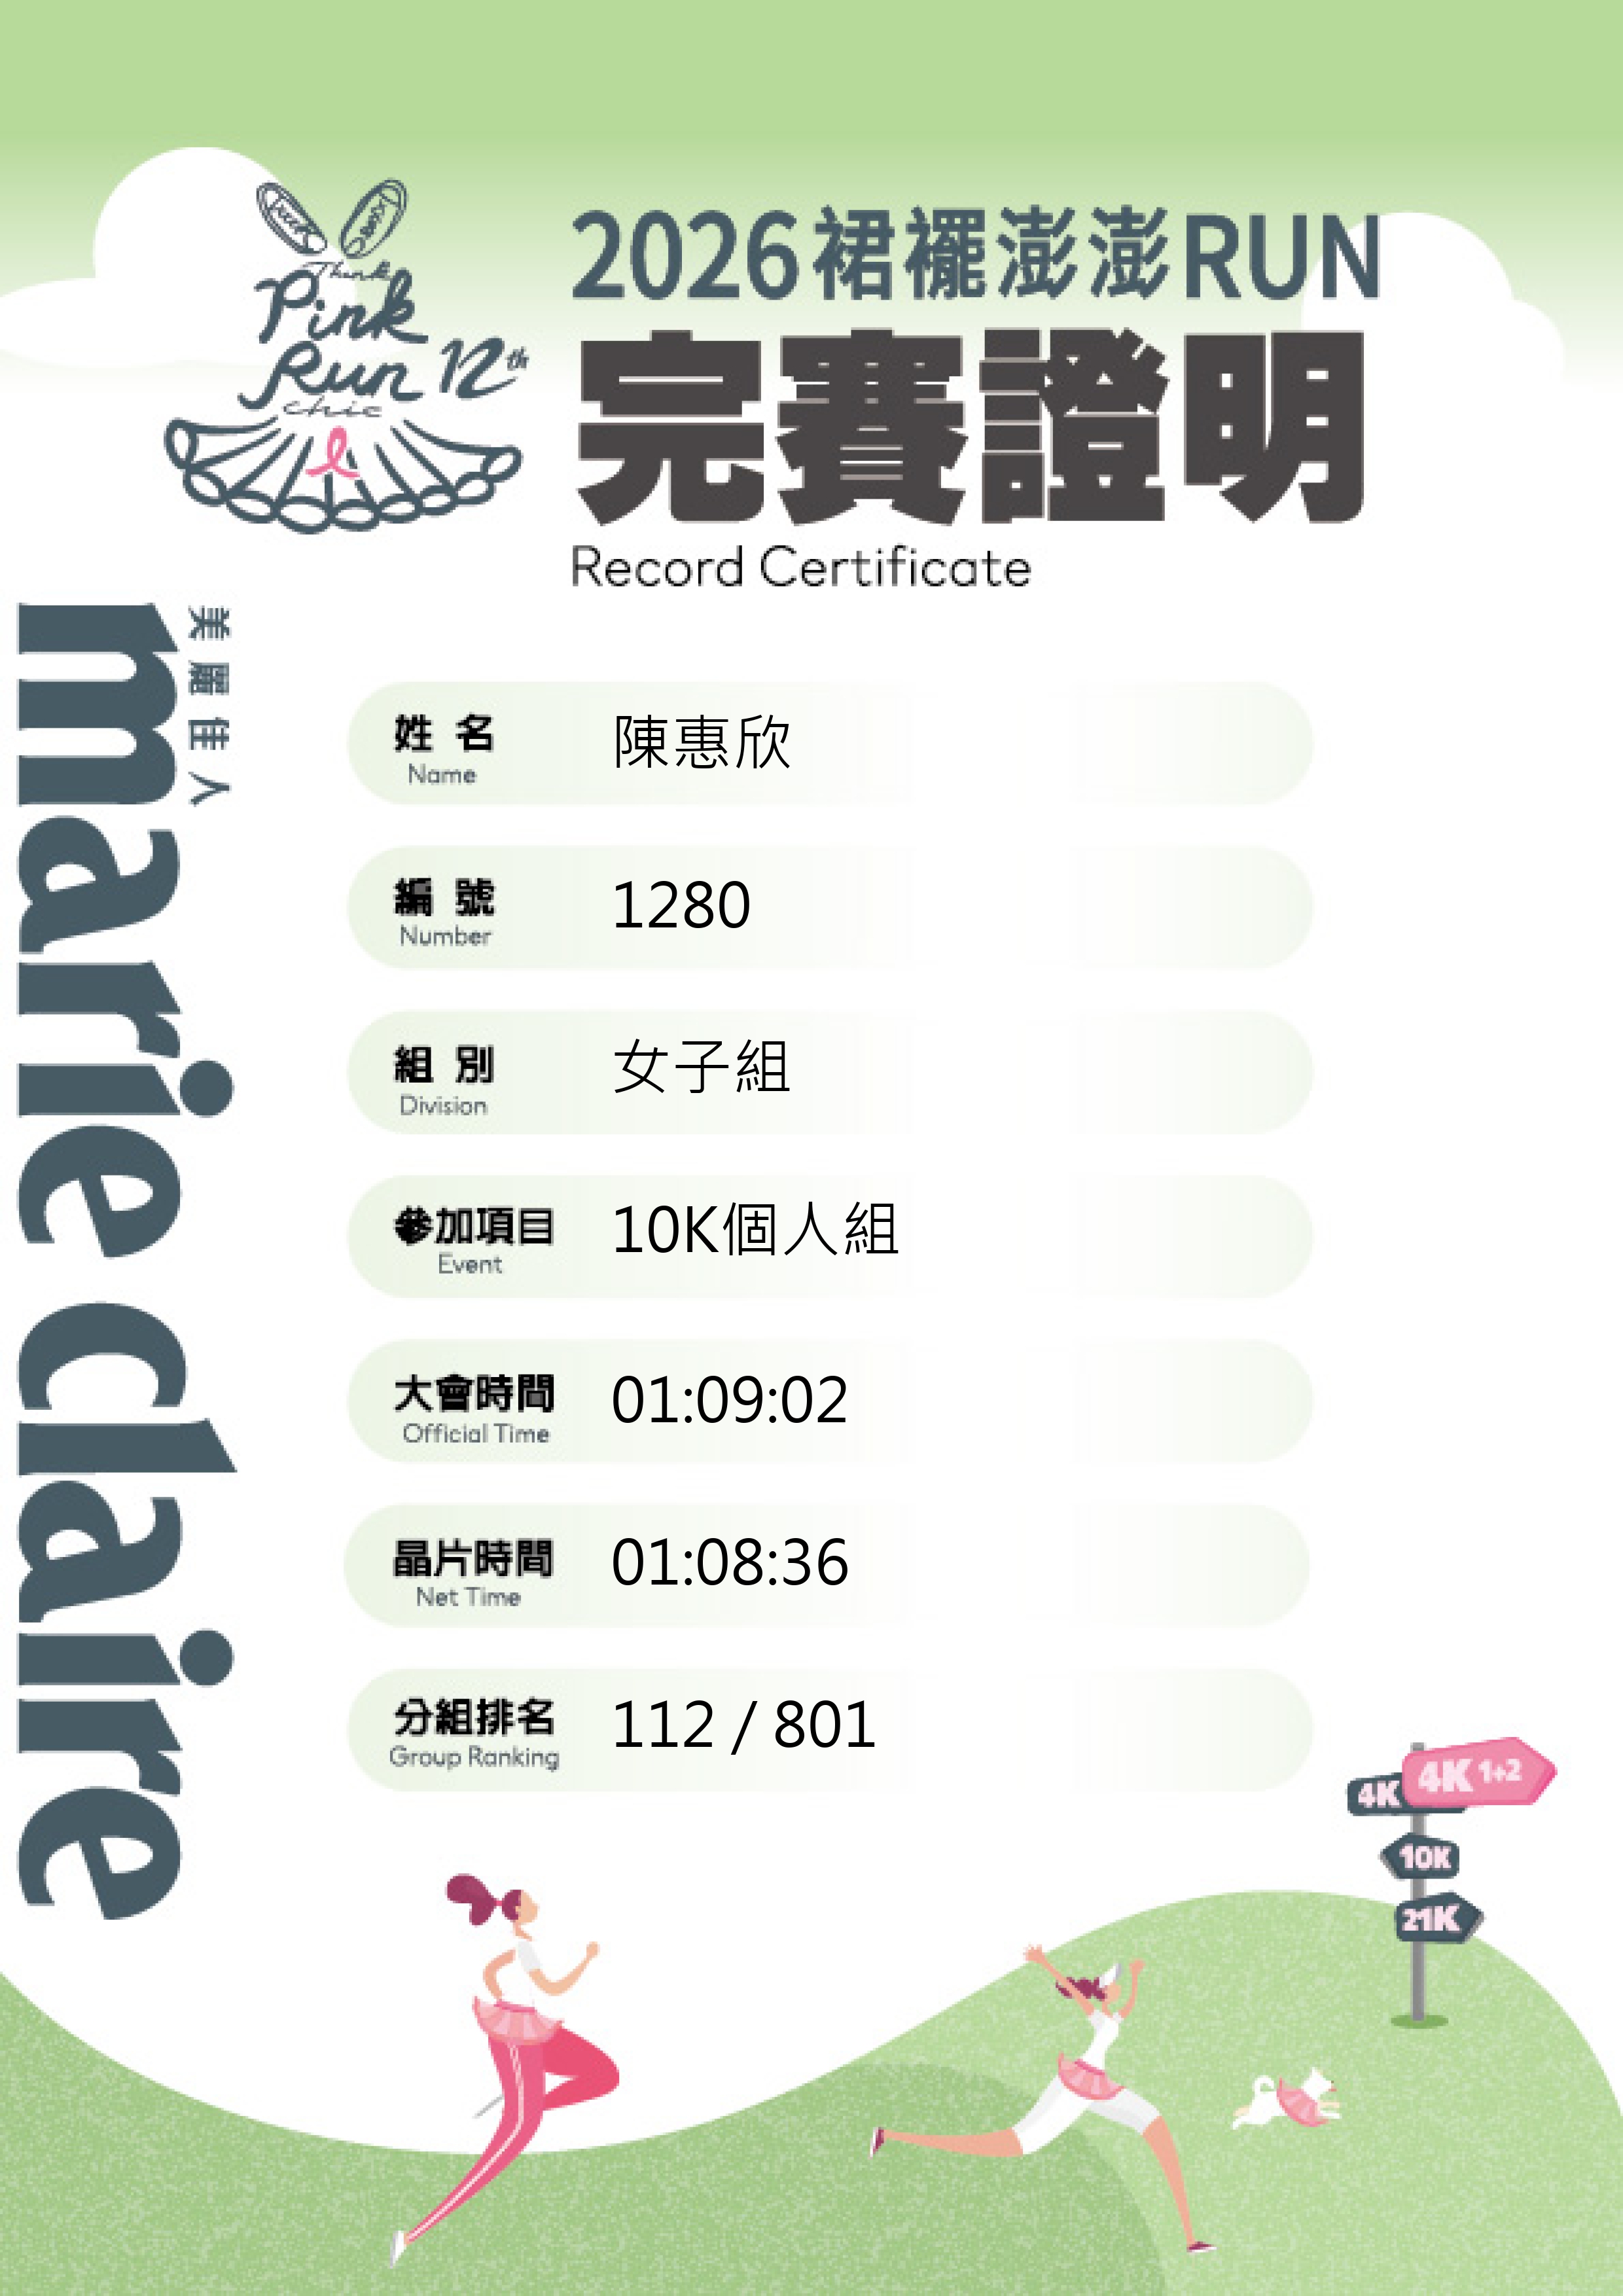 Think
Pink
Run 12th
chic
2026裙襬澎澎RUN
完賽證明
Record Certificate
美麗佳人
marie claire
姓名 陳惠欣
Name
編號 1280
Number
組別 女子組
Division
參加項目 10K個人組
Event
大會時間 01:09:02
Official Time
晶片時間 01:08:36
Net Time
分組排名 112 / 801
Group Ranking
4K 1+2
4K
10K
21K